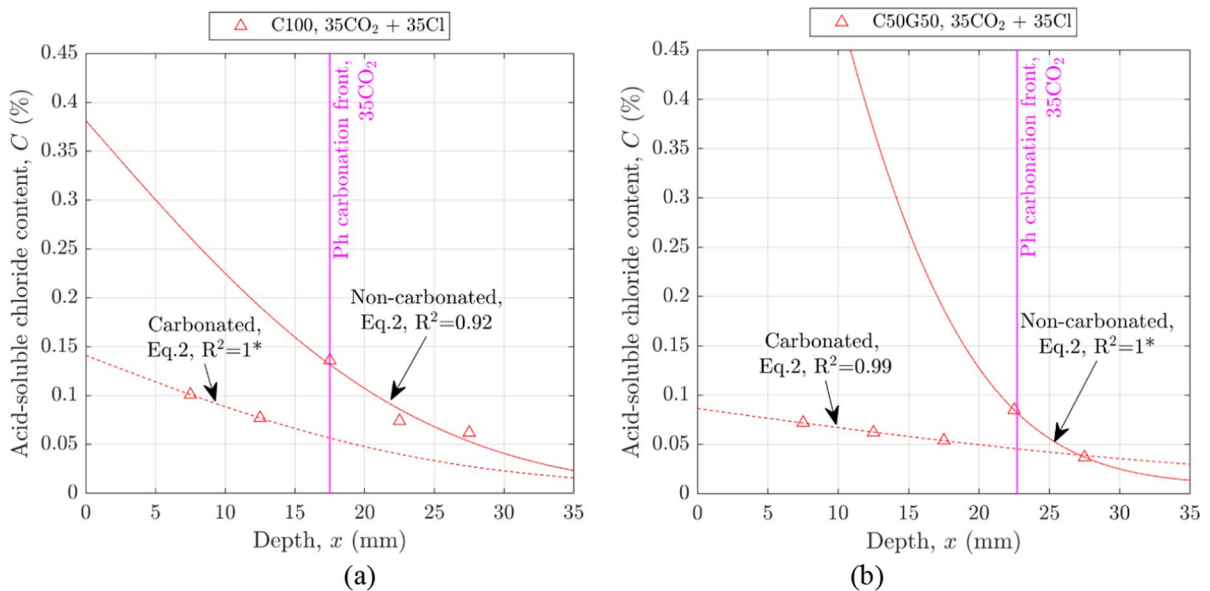 C100, 35CO₂ + 35Cl
Acid-soluble chloride content, C (%)
0.45
0.4
0.35
0.3
0.25
0.2
0.15
0.1
0.05
0
Ph carbonation front,
35CO₂
Non-carbonated,
Eq.2, R²=0.92
Carbonated,
Eq.2, R²=1*
0 5 10 15 20 25 30 35
Depth, x (mm)
(a)
C50G50, 35CO₂ + 35Cl
Acid-soluble chloride content, C (%)
0.45
0.4
0.35
0.3
0.25
0.2
0.15
0.1
0.05
0
Ph carbonation front,
35CO₂
Carbonated,
Eq.2, R²=0.99
Non-carbonated,
Eq.2, R²=1*
0 5 10 15 20 25 30 35
Depth, x (mm)
(b)